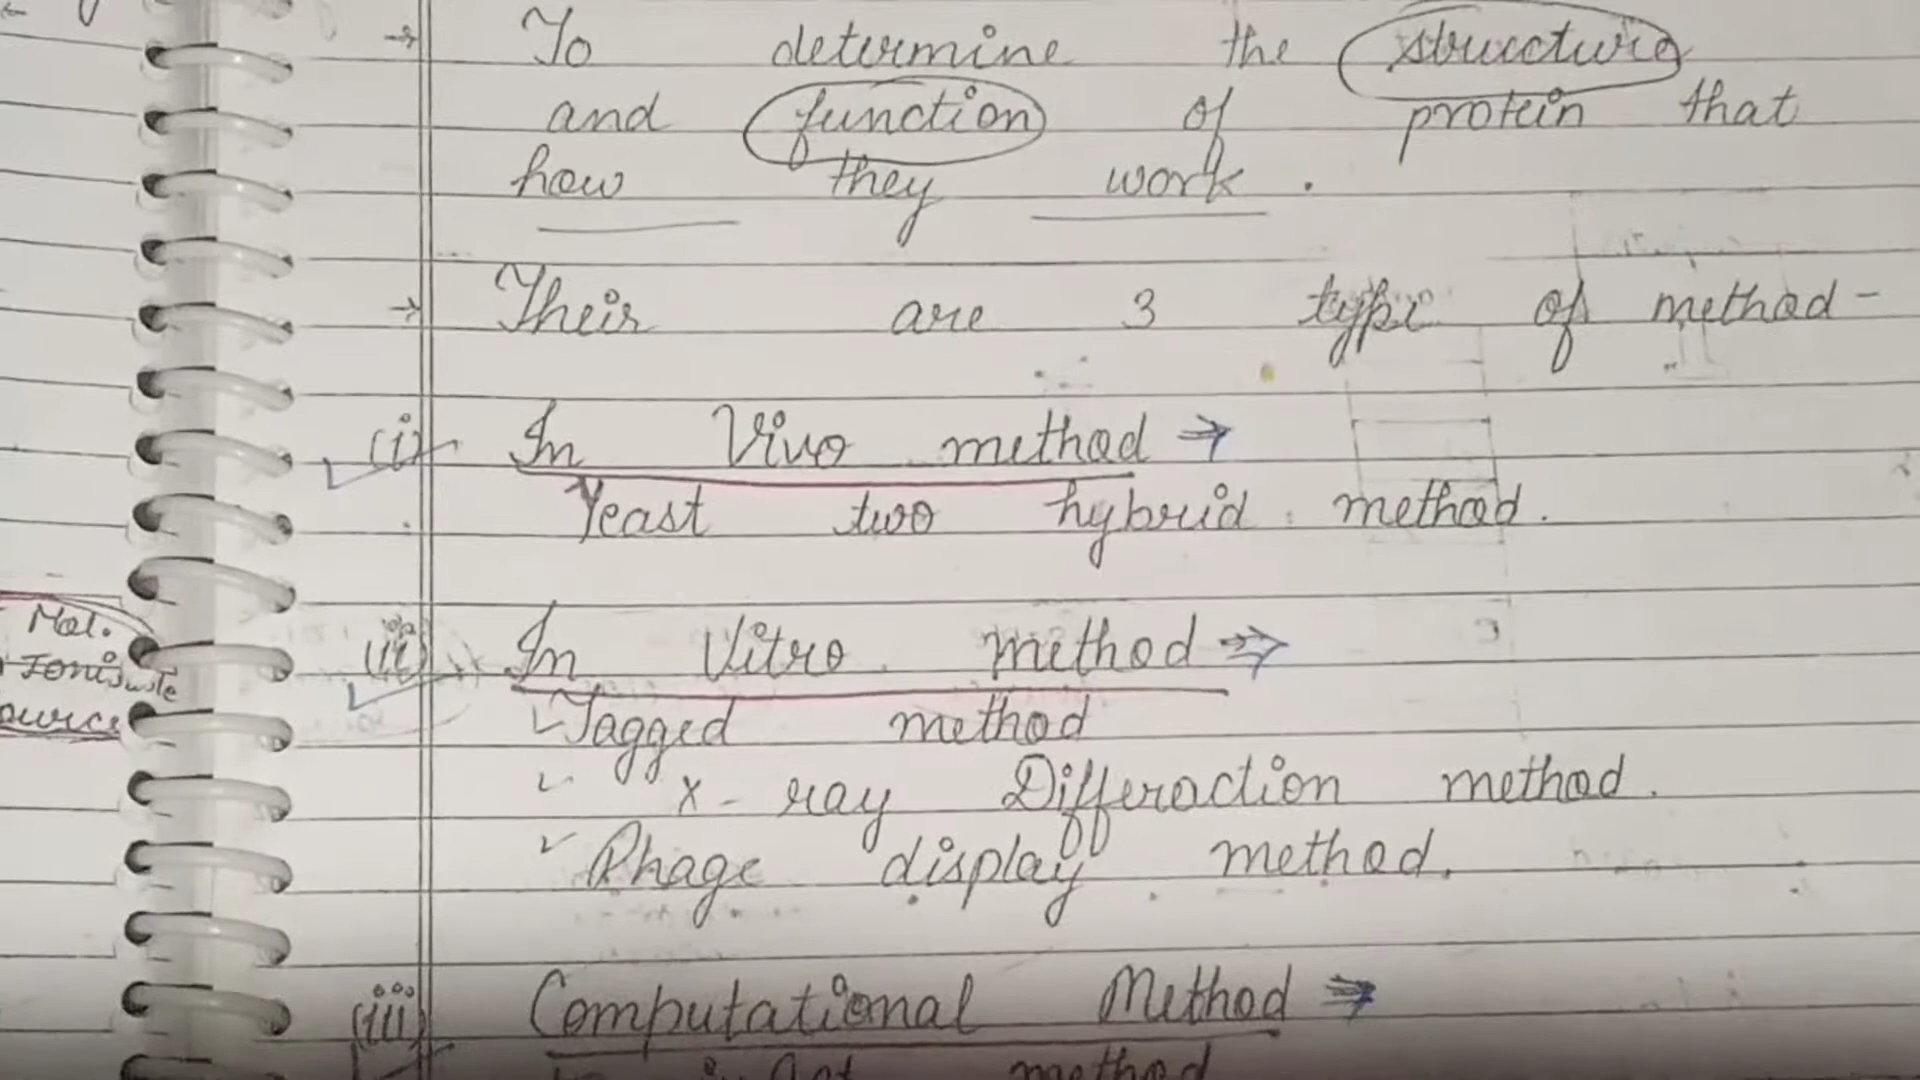 → To determine the structure
and function of protein that
how they work .
→ Their are 3 type of method -
(i) In Vivo method ⇒
Yeast two hybrid method.
(ii) In Vitro method ⇒
✓ Tagged method
✓ X-ray Differaction method.
✓ Phage display method.
(iii) Computational Method ⇒
method
Mol.